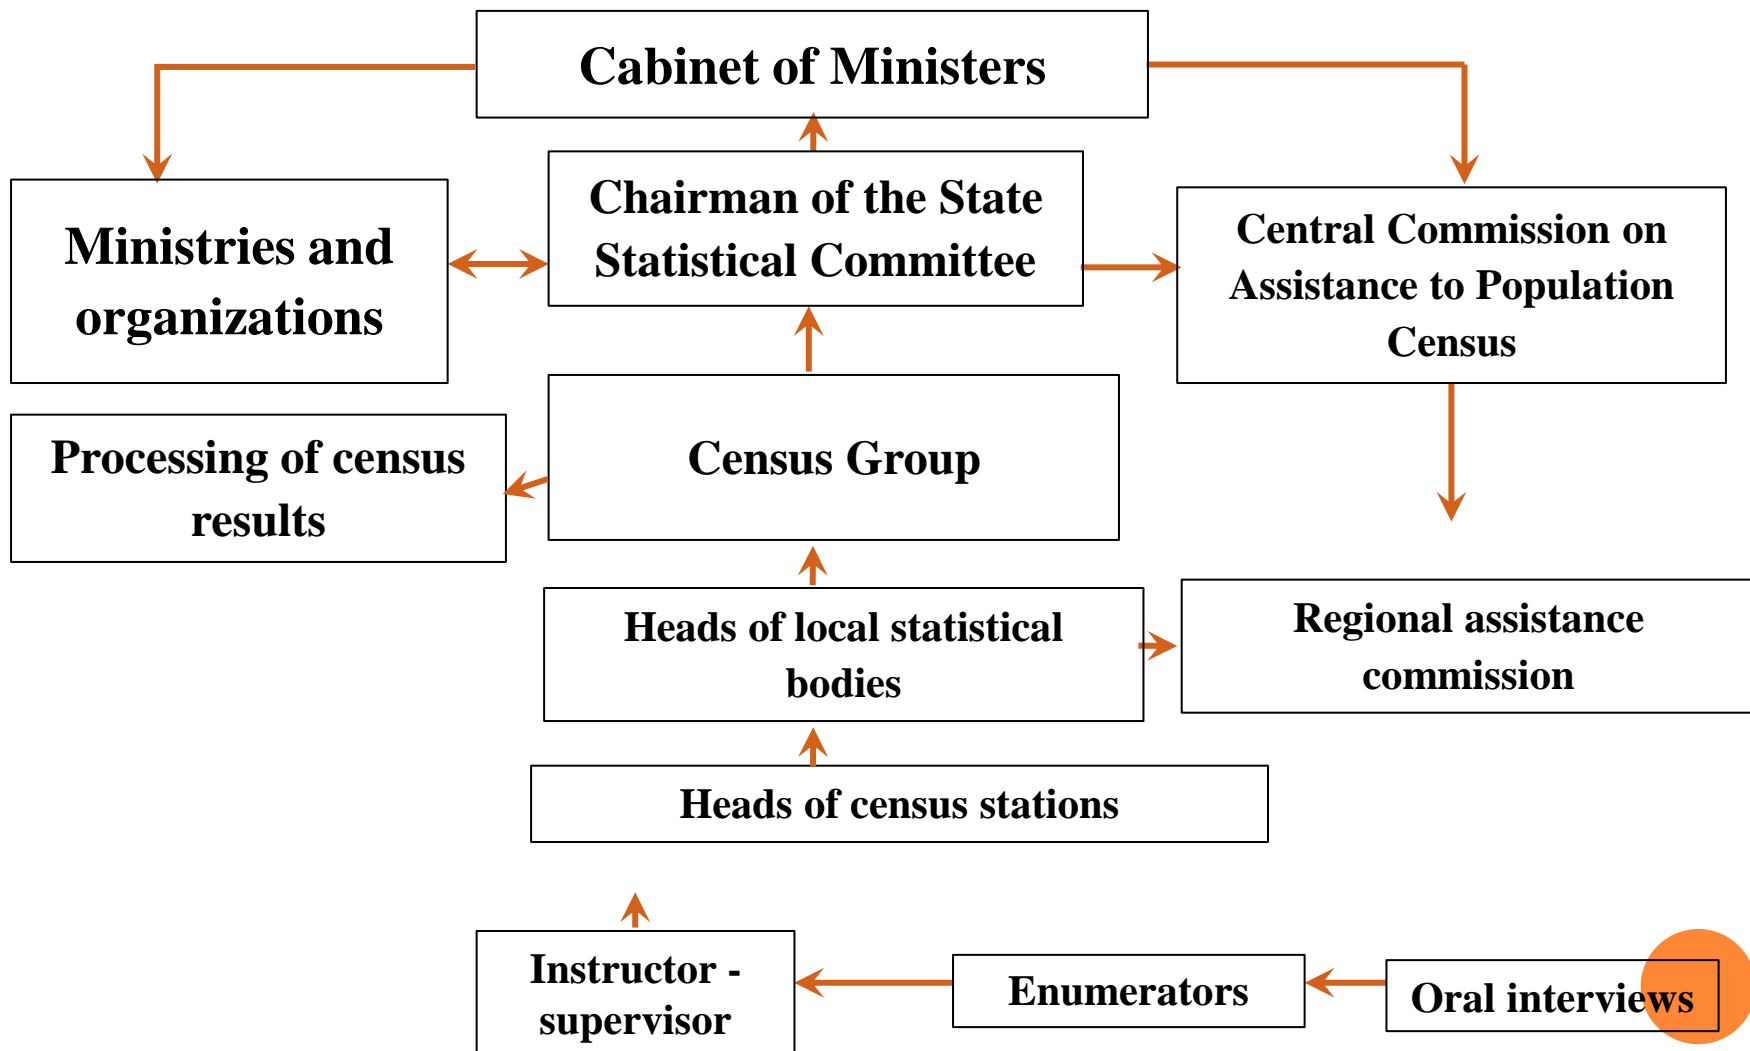 Cabinet of Ministers
Ministries and
organizations
Chairman of the State
Statistical Committee
Central Commission on
Assistance to Population
Census
Processing of census
results
Census Group
Heads of local statistical
bodies
Regional assistance
commission
Heads of census stations
Instructor -
supervisor
Enumerators
Oral interviews